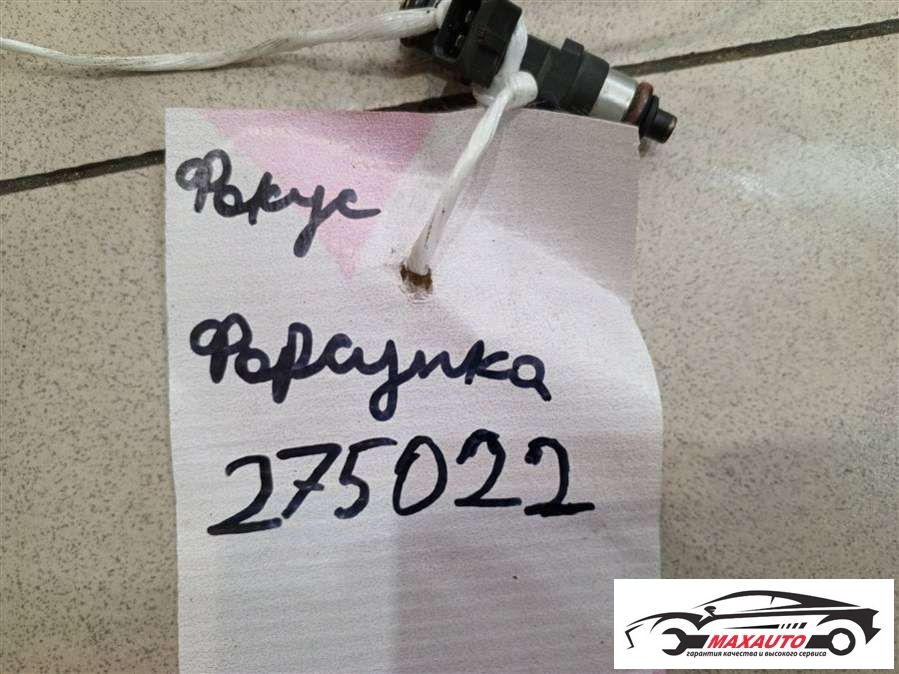 Фокус
Форсунка
275022
MAXAUTO
гарантия качества и высокого сервиса